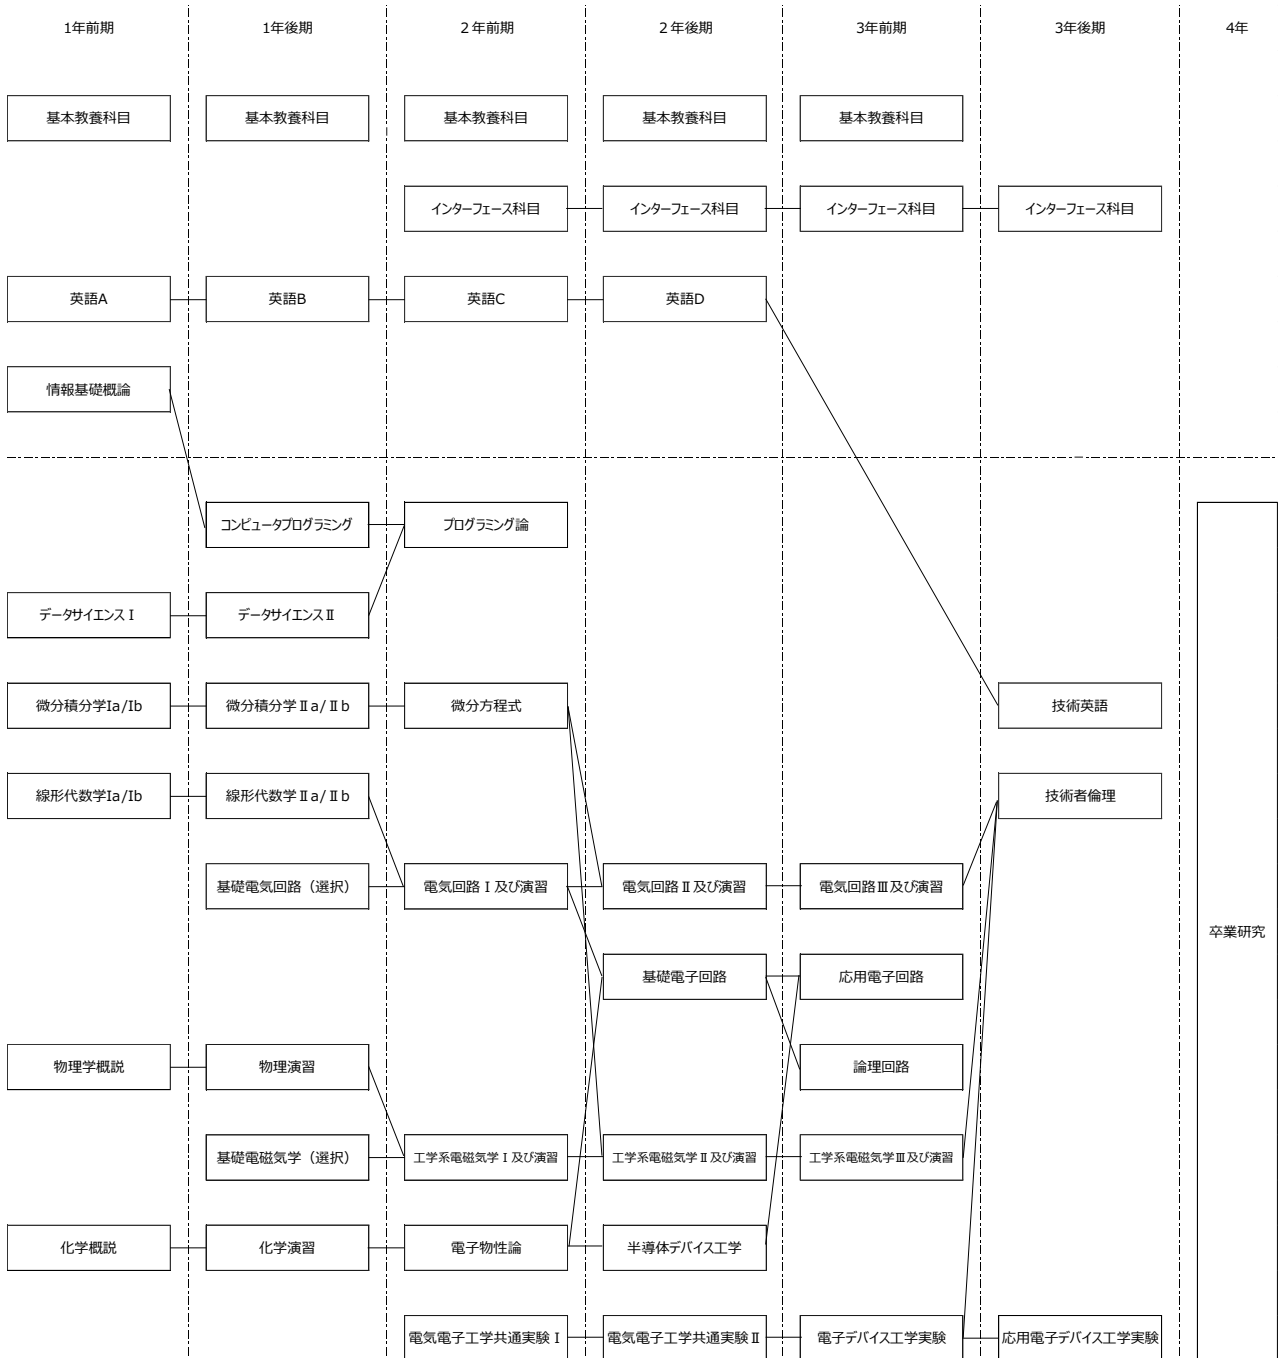 1年前期 1年後期 2年前期 2年後期 3年前期 3年後期 4年
基本教養科目 基本教養科目 基本教養科目 基本教養科目 基本教養科目
インターフェース科目 インターフェース科目 インターフェース科目 インターフェース科目
英語A 英語B 英語C 英語D
情報基礎概論
コンピュータプログラミング プログラミング論
データサイエンスⅠ データサイエンスⅡ
微分積分学Ia/Ib 微分積分学Ⅱa/Ⅱb 微分方程式 技術英語
線形代数学Ia/Ib 線形代数学Ⅱa/Ⅱb 技術者倫理
基礎電気回路（選択） 電気回路Ⅰ及び演習 電気回路Ⅱ及び演習 電気回路Ⅲ及び演習
卒業研究
基礎電子回路 応用電子回路
物理学概説 物理演習 論理回路
基礎電磁気学（選択） 工学系電磁気学Ⅰ及び演習 工学系電磁気学Ⅱ及び演習 工学系電磁気学Ⅲ及び演習
化学概説 化学演習 電子物性論 半導体デバイス工学
電気電子工学共通実験Ⅰ 電気電子工学共通実験Ⅱ 電子デバイス工学実験 応用電子デバイス工学実験